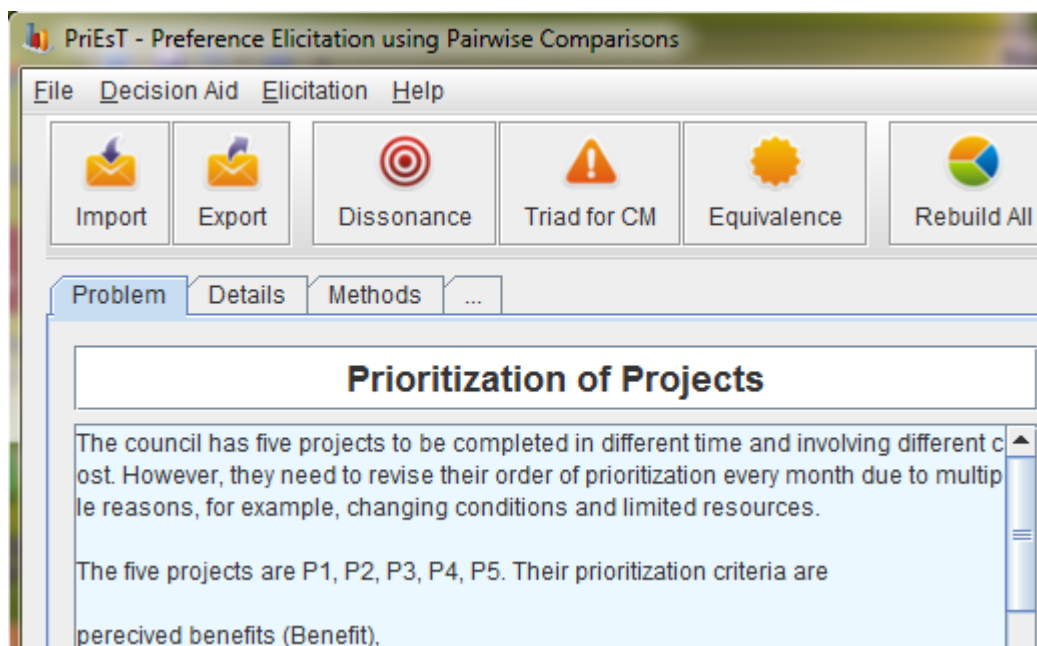 PriEsT - Preference Elicitation using Pairwise Comparisons
File Decision Aid Elicitation Help
Import Export Dissonance Triad for CM Equivalence Rebuild All
Problem Details Methods ...
Prioritization of Projects
The council has five projects to be completed in different time and involving different c
ost. However, they need to revise their order of prioritization every month due to multip
le reasons, for example, changing conditions and limited resources.
The five projects are P1, P2, P3, P4, P5. Their prioritization criteria are
perecived benefits (Benefit),